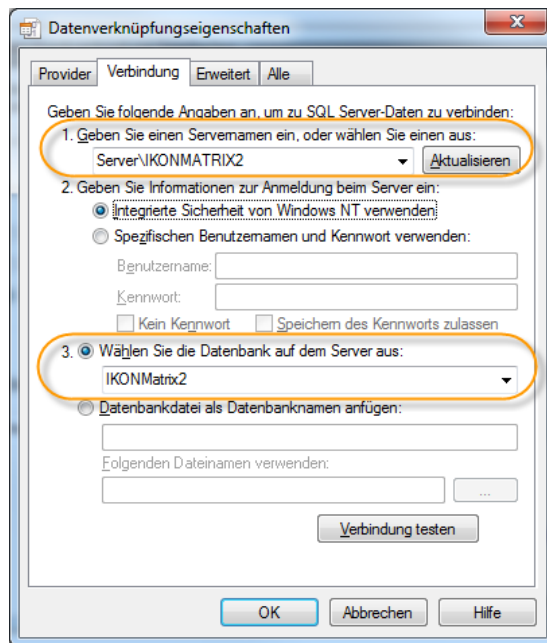 Datenverknüpfungseigenschaften
Provider Verbindung Erweitert Alle
Geben Sie folgende Angaben an, um zu SQL Server-Daten zu verbinden:
1. Geben Sie einen Servernamen ein, oder wählen Sie einen aus:
Server\IKONMATRIX2 Aktualisieren
2. Geben Sie Informationen zur Anmeldung beim Server ein:
Integrierte Sicherheit von Windows NT verwenden
Spezifischen Benutzernamen und Kennwort verwenden:
Benutzername:
Kennwort:
Kein Kennwort Speichern des Kennworts zulassen
3. Wählen Sie die Datenbank auf dem Server aus:
IKONMatrix2
Datenbankdatei als Datenbanknamen anfügen:
Folgenden Dateinamen verwenden:
...
Verbindung testen
OK Abbrechen Hilfe